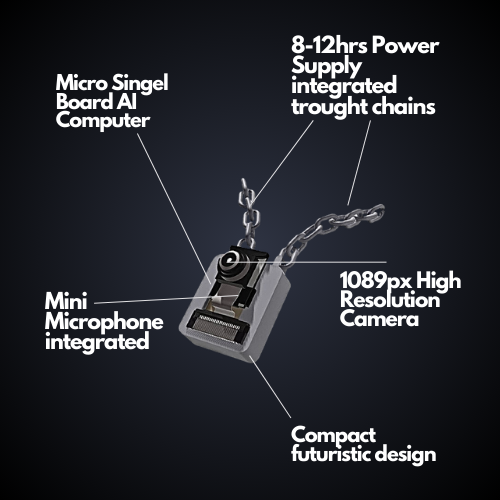 8-12hrs Power
Supply
integrated
trought chains
Micro Singel
Board AI
Computer
1089px High
Resolution
Camera
Mini
Microphone
integrated
Compact
futuristic design